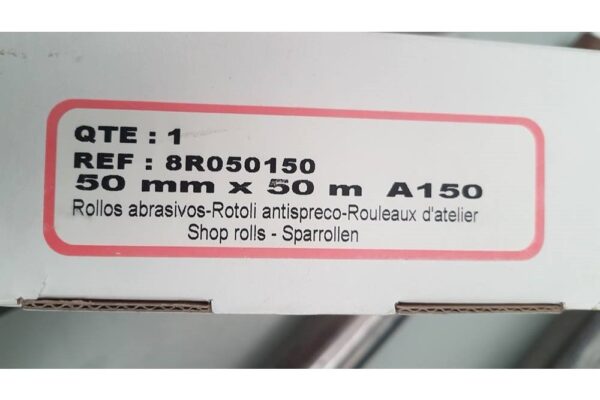 QTE : 1
REF : 8R050150
50 mm x 50 m A150
Rollos abrasivos-Rotoli antispreco-Rouleaux d'atelier
Shop rolls - Sparrollen